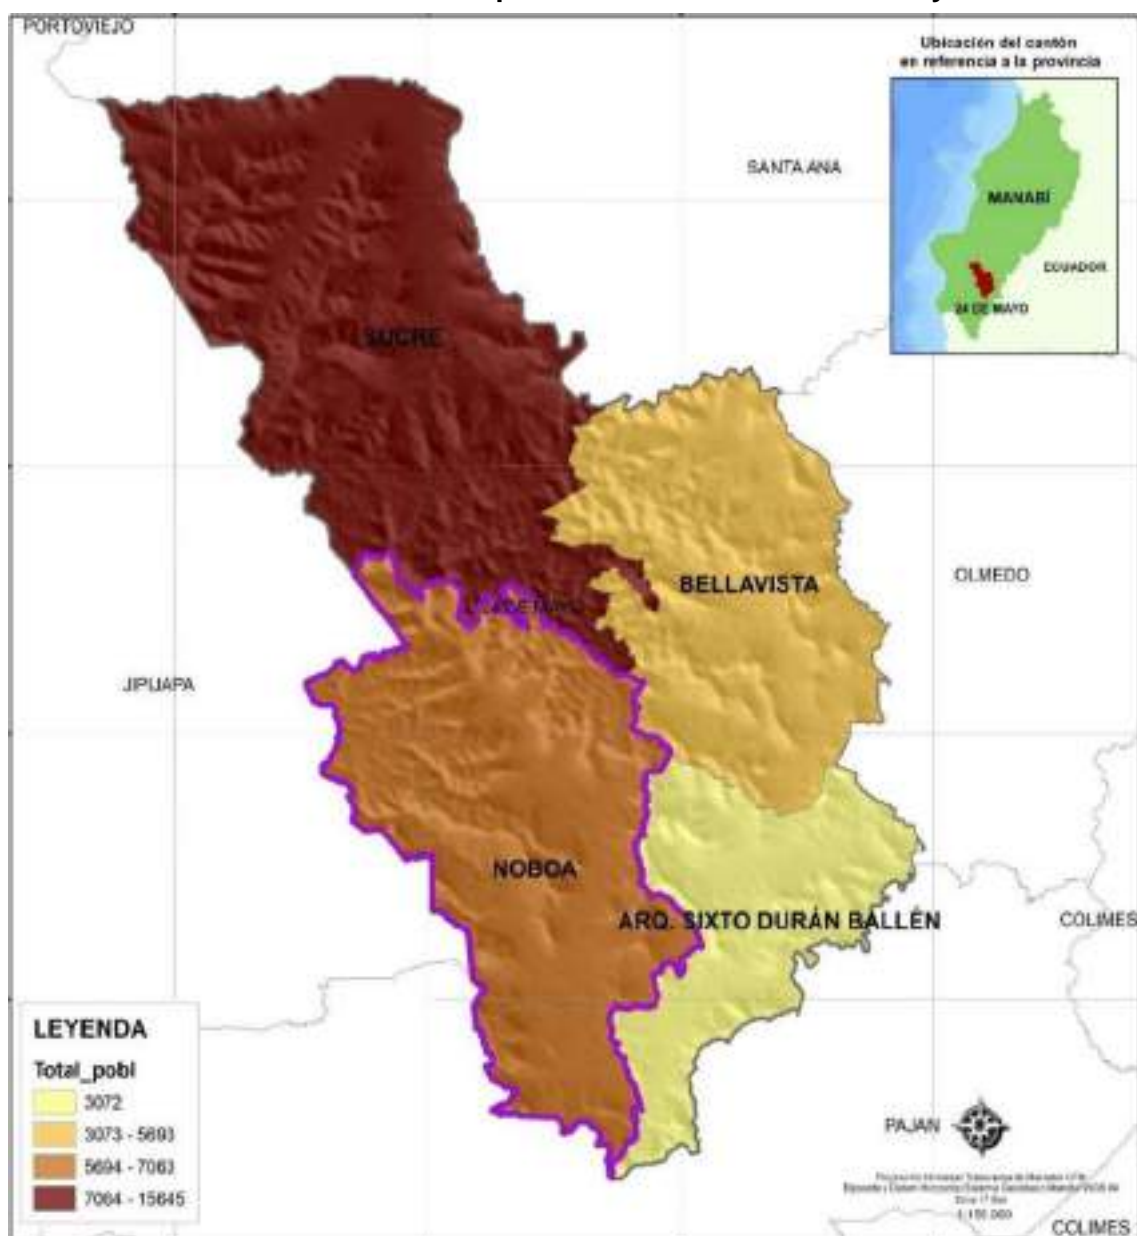 PORTOVIEJO
Ubicación del cantón
en referencia a la provincia
SANTA ANA
MANABÍ
ECUADOR
24 DE MAYO
SUCRE
BELLAVISTA
OLMEDO
JIPIJAPA
NOBOA
ARQ. SIXTO DURÁN BALLÉN
COLIMES
LEYENDA
Total_pobl
3072
3073 - 5693
5694 - 7063
7064 - 15645
PAJAN
COLIMES